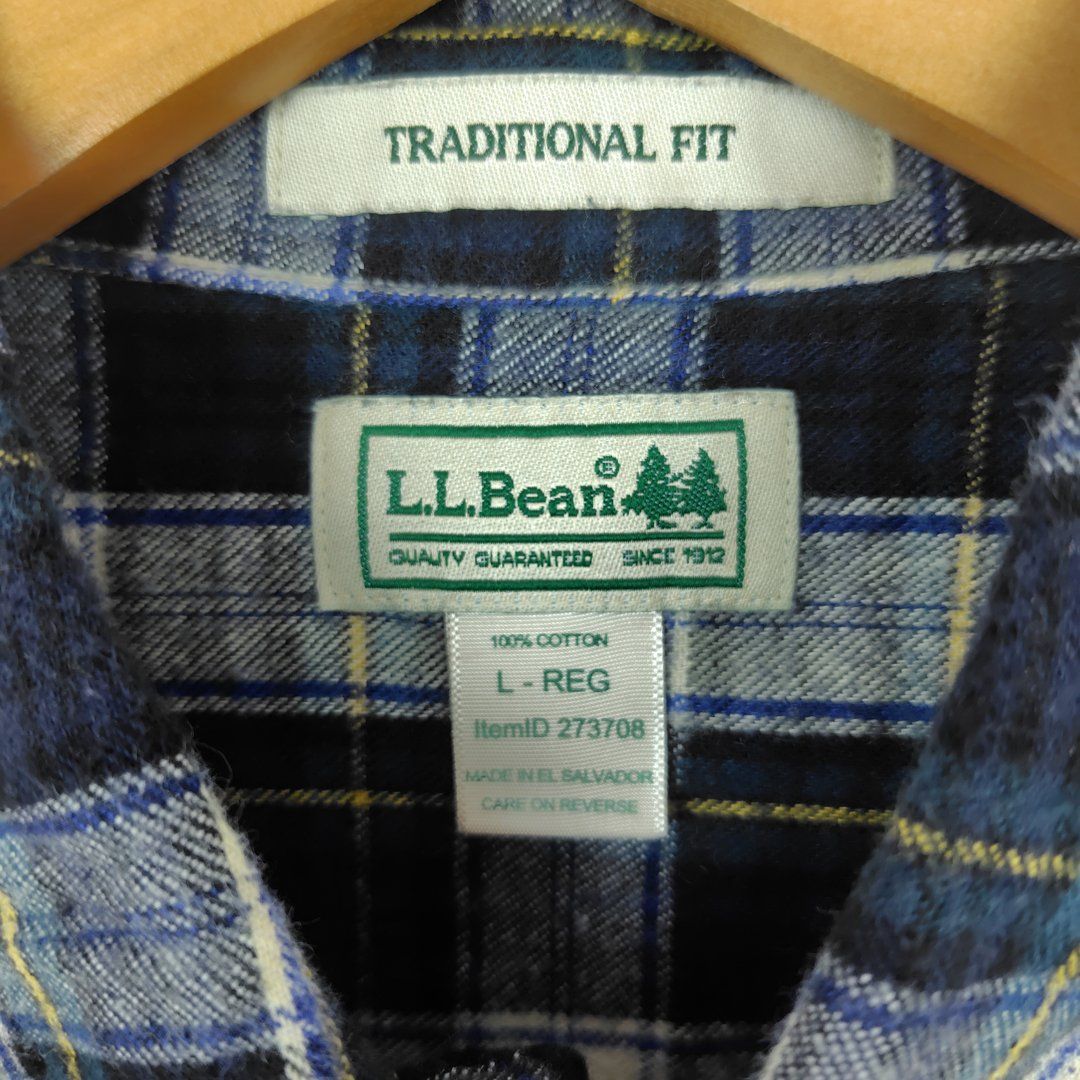 TRADITIONAL FIT
L.L.Bean®
QUALITY GUARANTEED SINCE 1912
100% COTTON
L - REG
ItemID 273708
MADE IN EL SALVADOR
CARE ON REVERSE